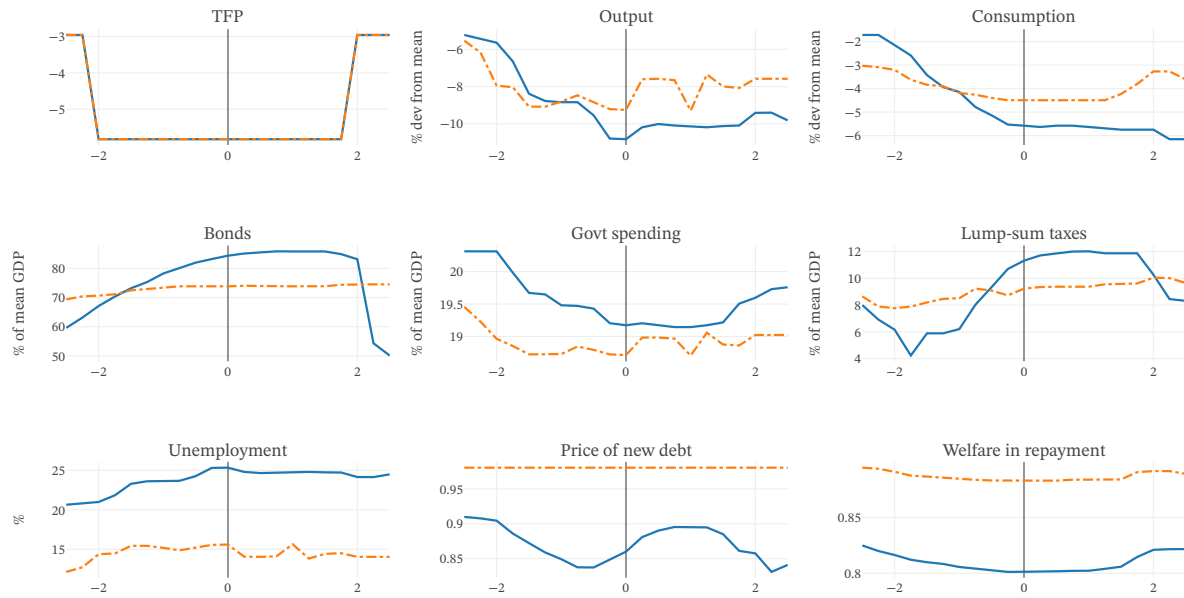 TFP
−3
−4
−5
−2 0 2
Output
% dev from mean
−6
−8
−10
−2 0 2
Consumption
% dev from mean
−2
−3
−4
−5
−6
−2 0 2
Bonds
% of mean GDP
80
70
60
50
−2 0 2
Govt spending
% of mean GDP
20
19.5
19
−2 0 2
Lump-sum taxes
% of mean GDP
12
10
8
6
4
−2 0 2
Unemployment
%
25
20
15
−2 0 2
Price of new debt
0.95
0.9
0.85
−2 0 2
Welfare in repayment
0.85
0.8
−2 0 2